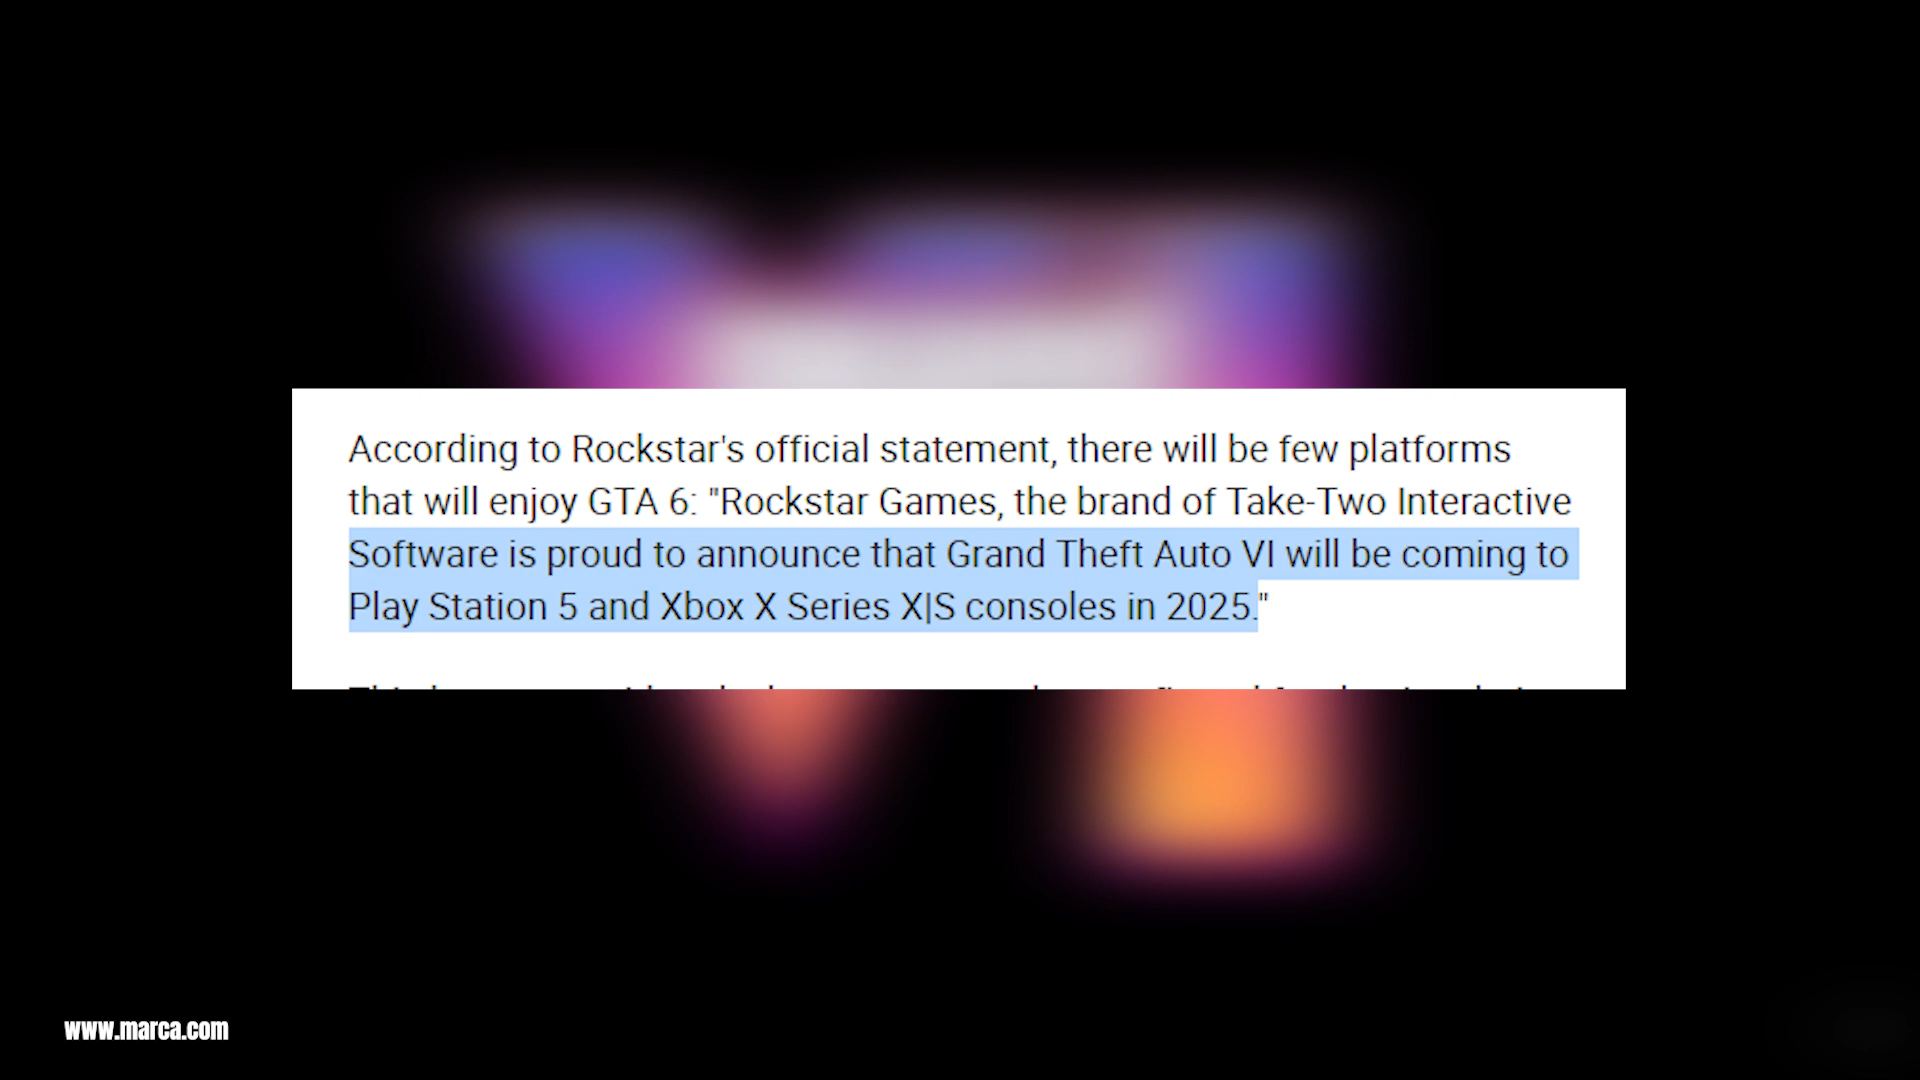 According to Rockstar's official statement, there will be few platforms
that will enjoy GTA 6: "Rockstar Games, the brand of Take-Two Interactive
Software is proud to announce that Grand Theft Auto VI will be coming to
Play Station 5 and Xbox X Series X|S consoles in 2025."
www.marca.com